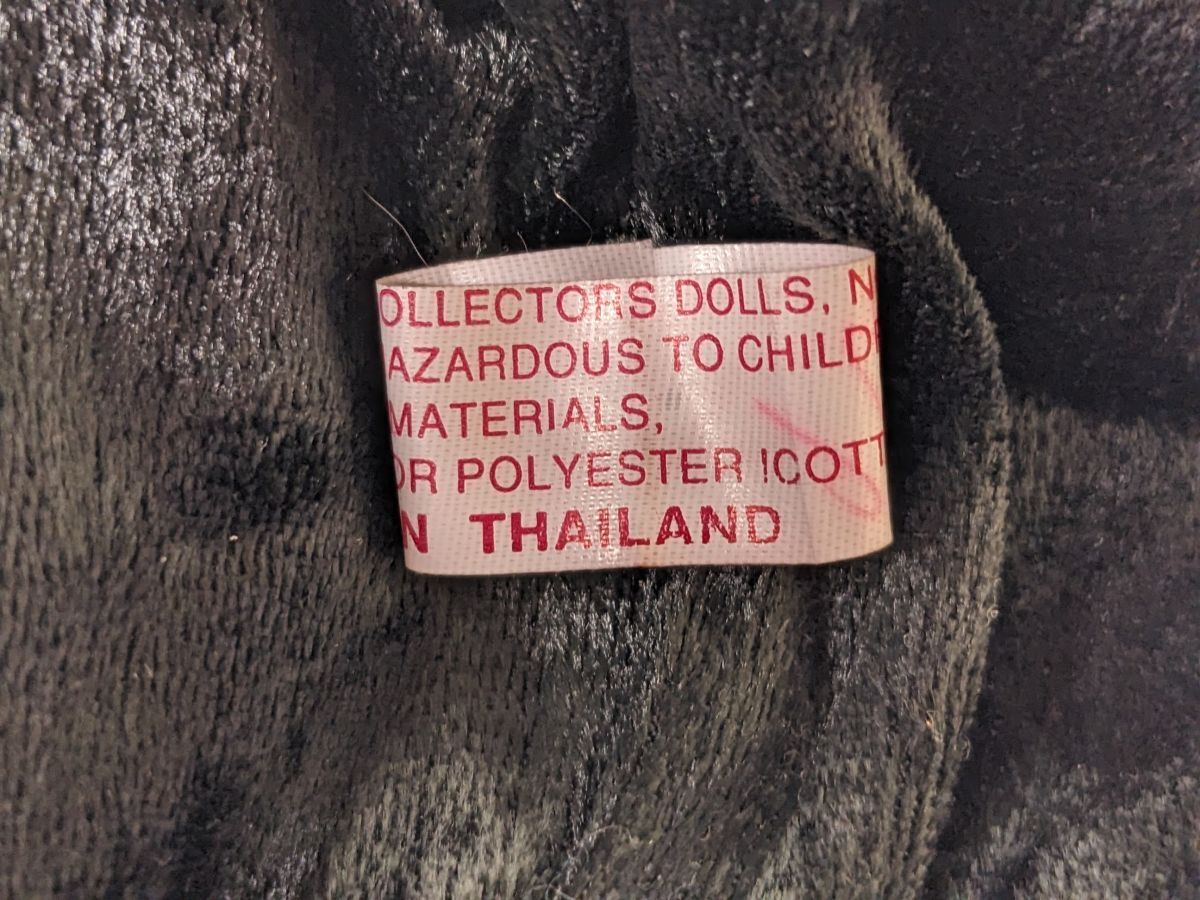 OLLECTORS DOLLS, N
AZARDOUS TO CHILD
MATERIALS,
OR POLYESTER !COTT
N THAILAND